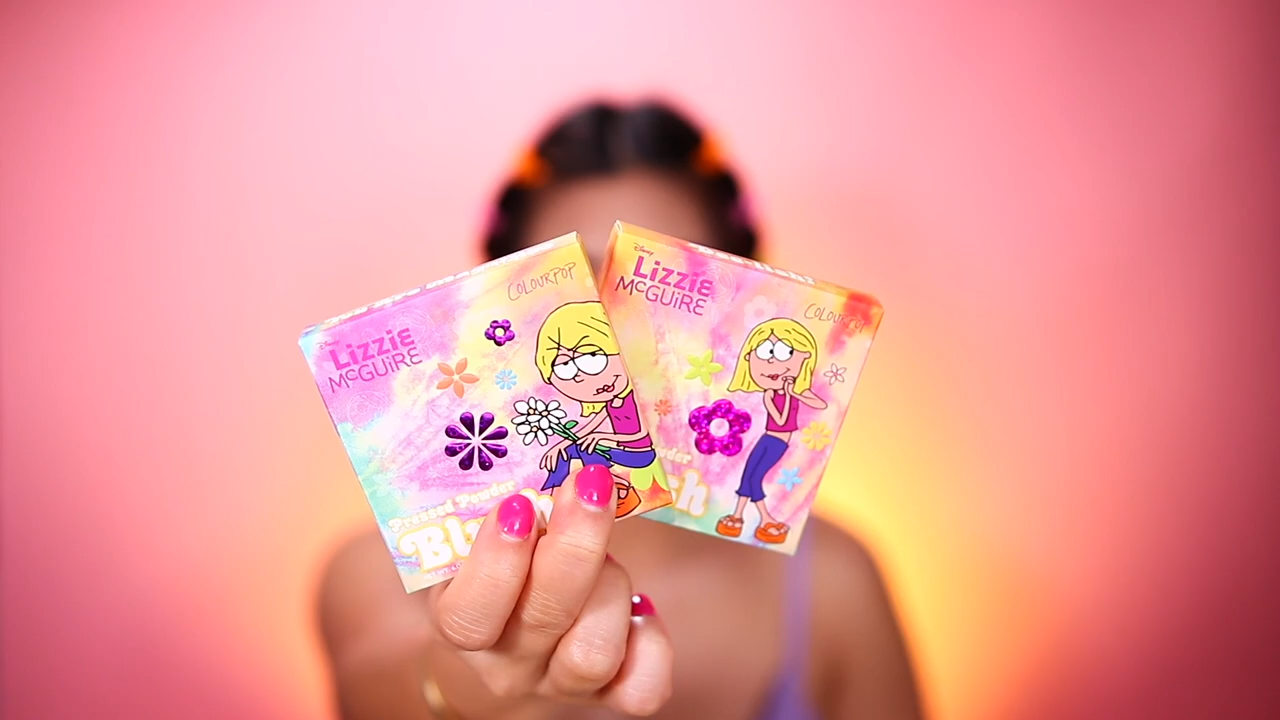 Disney
LiZZiE
McGUiRE
COLOURPOP
Pressed Powder
Disney
LiZZiE
McGUiRE
COLOURPOP